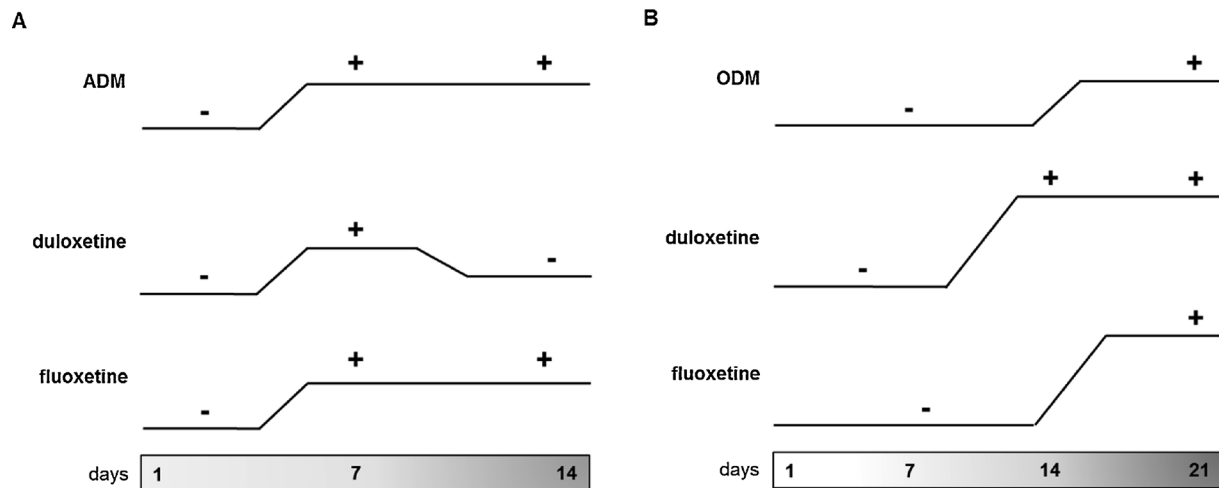 A
ADM
-
+
+
duloxetine
-
+
-
fluoxetine
-
+
+
days 1 7 14
B
ODM
-
+
duloxetine
-
+
+
fluoxetine
-
+
days 1 7 14 21